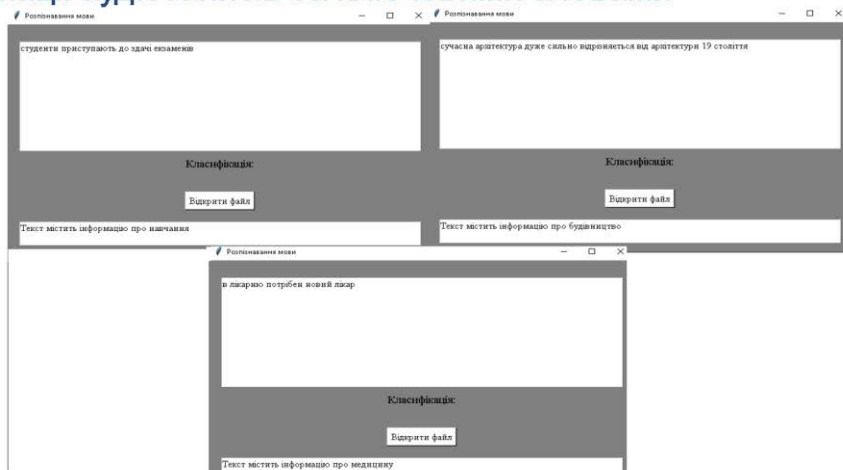 Розпізнавання мови
студенти приступають до здачі екзаменів
Класифікація:
Відкрити файл
Текст містить інформацію про навчання
Розпізнавання мови
сучасна архітектура дуже сильно відрізняється від архітектури 19 століття
Класифікація:
Відкрити файл
Текст містить інформацію про будівництво
Розпізнавання мови
в лікарню потрібен новий лікар
Класифікація:
Відкрити файл
Текст містить інформацію про медицину